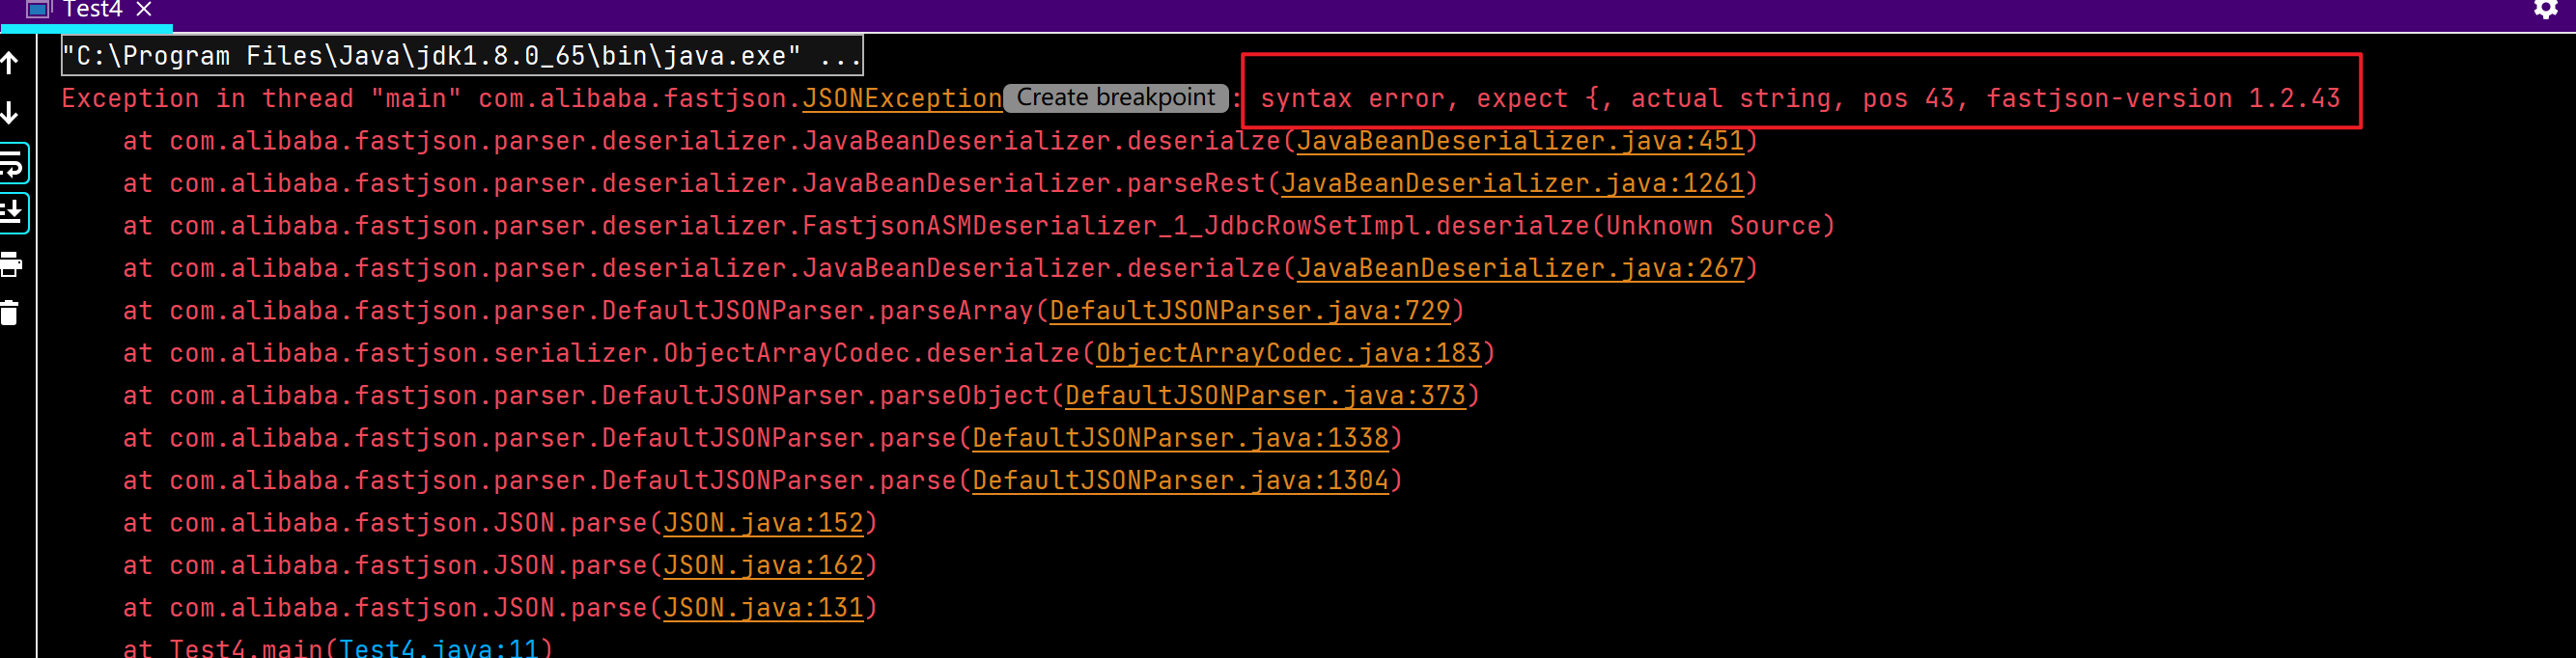 Test4
"C:\Program Files\Java\jdk1.8.0_65\bin\java.exe" ...
Exception in thread "main" com.alibaba.fastjson.JSONException Create breakpoint : syntax error, expect {, actual string, pos 43, fastjson-version 1.2.43
at com.alibaba.fastjson.parser.deserializer.JavaBeanDeserializer.deserialze(JavaBeanDeserializer.java:451)
at com.alibaba.fastjson.parser.deserializer.JavaBeanDeserializer.parseRest(JavaBeanDeserializer.java:1261)
at com.alibaba.fastjson.parser.deserializer.FastjsonASMDeserializer_1_JdbcRowSetImpl.deserialze(Unknown Source)
at com.alibaba.fastjson.parser.deserializer.JavaBeanDeserializer.deserialze(JavaBeanDeserializer.java:267)
at com.alibaba.fastjson.parser.DefaultJSONParser.parseArray(DefaultJSONParser.java:729)
at com.alibaba.fastjson.serializer.ObjectArrayCodec.deserialze(ObjectArrayCodec.java:183)
at com.alibaba.fastjson.parser.DefaultJSONParser.parseObject(DefaultJSONParser.java:373)
at com.alibaba.fastjson.parser.DefaultJSONParser.parse(DefaultJSONParser.java:1338)
at com.alibaba.fastjson.parser.DefaultJSONParser.parse(DefaultJSONParser.java:1304)
at com.alibaba.fastjson.JSON.parse(JSON.java:152)
at com.alibaba.fastjson.JSON.parse(JSON.java:162)
at com.alibaba.fastjson.JSON.parse(JSON.java:131)
at Test4.main(Test4.java:11)